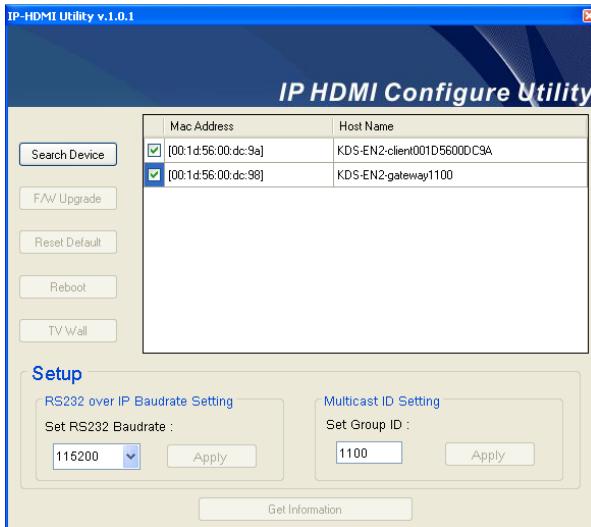 IP-HDMI Utility v.1.0.1
IP HDMI Configure Utility
Mac Address Host Name
Search Device
[00:1d:56:00:dc:9a] KDS-EN2-client001D5600DC9A
[00:1d:56:00:dc:98] KDS-EN2-gateway1100
F/W Upgrade
Reset Default
Reboot
TV Wall
Setup
RS232 over IP Baudrate Setting
Set RS232 Baudrate :
115200 Apply
Multicast ID Setting
Set Group ID :
1100 Apply
Get Information